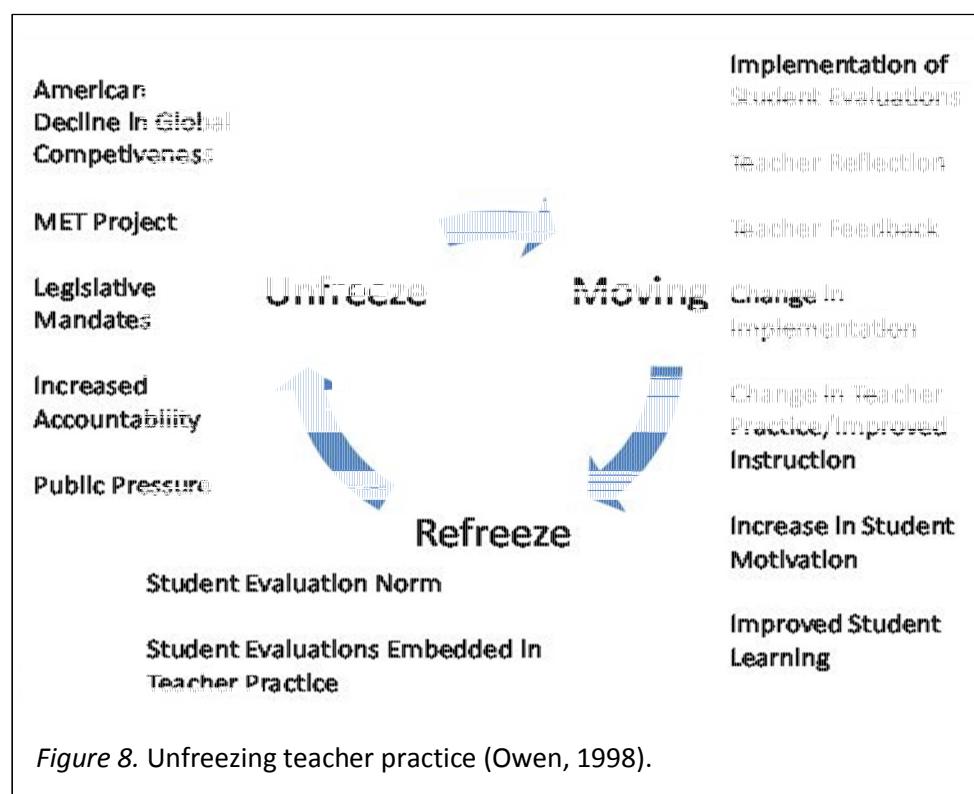 American
Decline in Global
Competiveness
MET Project
Legislative
Mandates
Increased
Accountability
Public Pressure
Unfreeze
Moving
Refreeze
Implementation of
Student Evaluations
Teacher Reflection
Teacher Feedback
Change in
Implementation
Change in Teacher
Practice/Improved
Instruction
Increase in Student
Motivation
Improved Student
Learning
Student Evaluation Norm
Student Evaluations Embedded in
Teacher Practice
Figure 8. Unfreezing teacher practice (Owen, 1998).